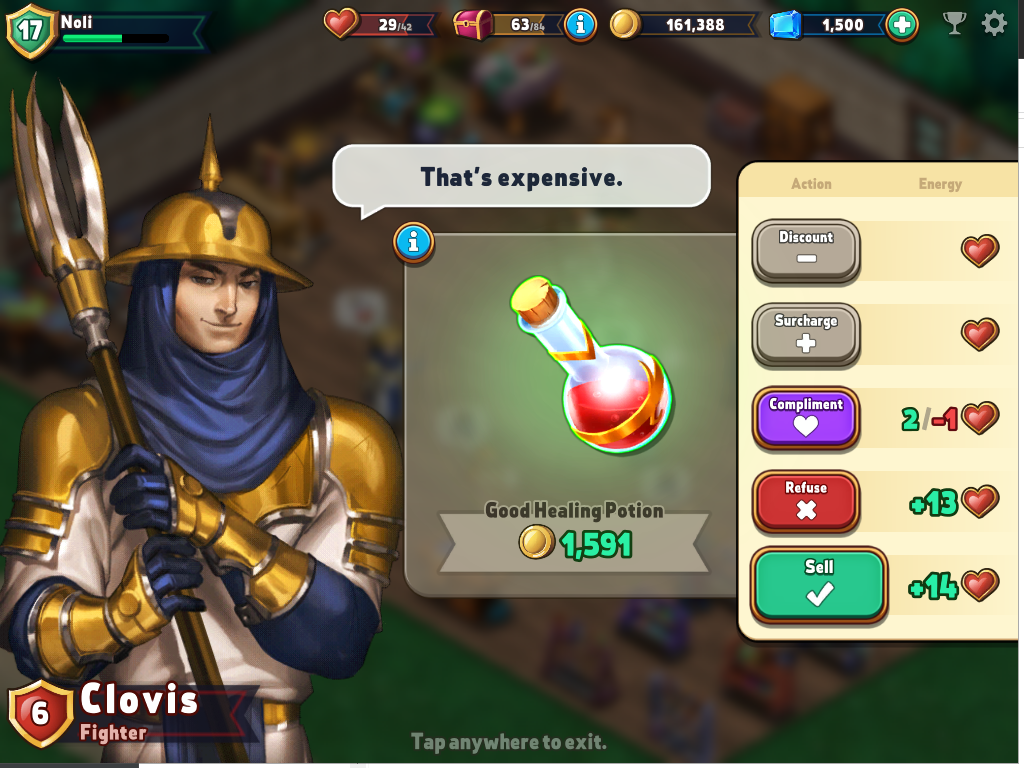 17
Noli
29/42
63/84
i
161,388
1,500
That's expensive.
i
Action
Energy
Discount
Surcharge
Compliment
2/-1
Refuse
+13
Sell
+14
Good Healing Potion
1,591
6
Clovis
Fighter
Tap anywhere to exit.